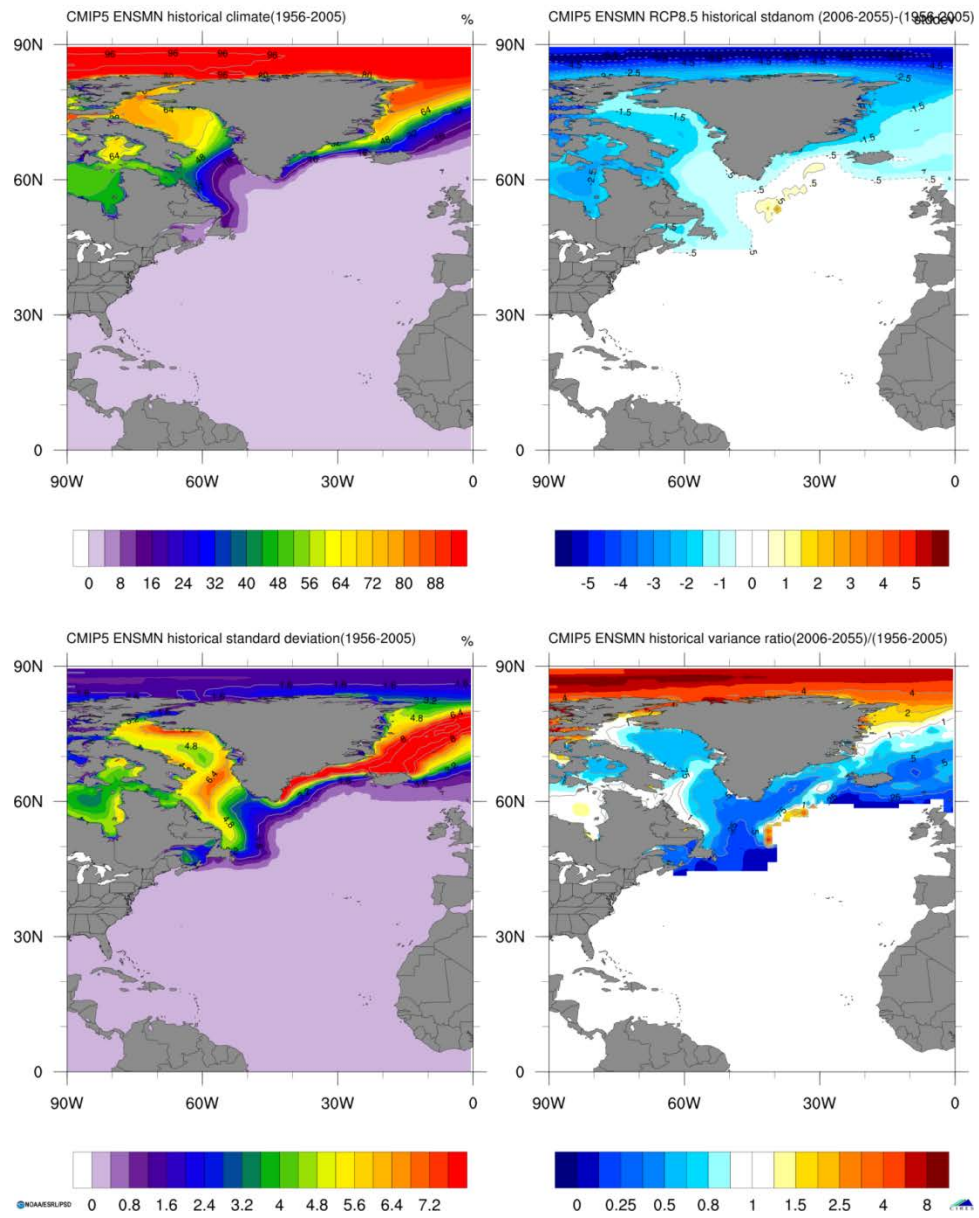 CMIP5 ENSMN historical climate(1956-2005) %
90N
60N
30N
0
90W 60W 30W 0
0 8 16 24 32 40 48 56 64 72 80 88
CMIP5 ENSMN RCP8.5 historical stdanom (2006-2055)-(1956-2005)
stddev
90N
60N
30N
0
90W 60W 30W 0
-5 -4 -3 -2 -1 0 1 2 3 4 5
CMIP5 ENSMN historical standard deviation(1956-2005) %
90N
60N
30N
0
90W 60W 30W 0
0 0.8 1.6 2.4 3.2 4 4.8 5.6 6.4 7.2
CMIP5 ENSMN historical variance ratio(2006-2055)/(1956-2005)
90N
60N
30N
0
90W 60W 30W 0
0 0.25 0.5 0.8 1 1.5 2.5 4 8
NOAA/ESRL/PSD
CIRES